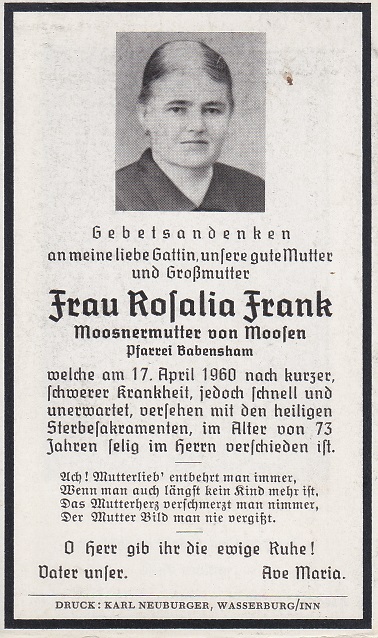 Gebetsandenken
an meine liebe Gattin, unsere gute Mutter
und Großmutter
Frau Rosalia Frank
Moosnermutter von Moosen
Pfarrei Babensham
welche am 17. April 1960 nach kurzer,
schwerer Krankheit, jedoch schnell und
unerwartet, versehen mit den heiligen
Sterbesakramenten, im Alter von 73
Jahren selig im Herrn verschieden ist.
Ach! Mutterlieb' entbehrt man immer,
Wenn man auch längst kein Kind mehr ist,
Das Mutterherz verschmerzt man nimmer,
Der Mutter Bild man nie vergißt.
O Herr gib ihr die ewige Ruhe!
Vater unser. Ave Maria.
DRUCK: KARL NEUBURGER, WASSERBURG/INN